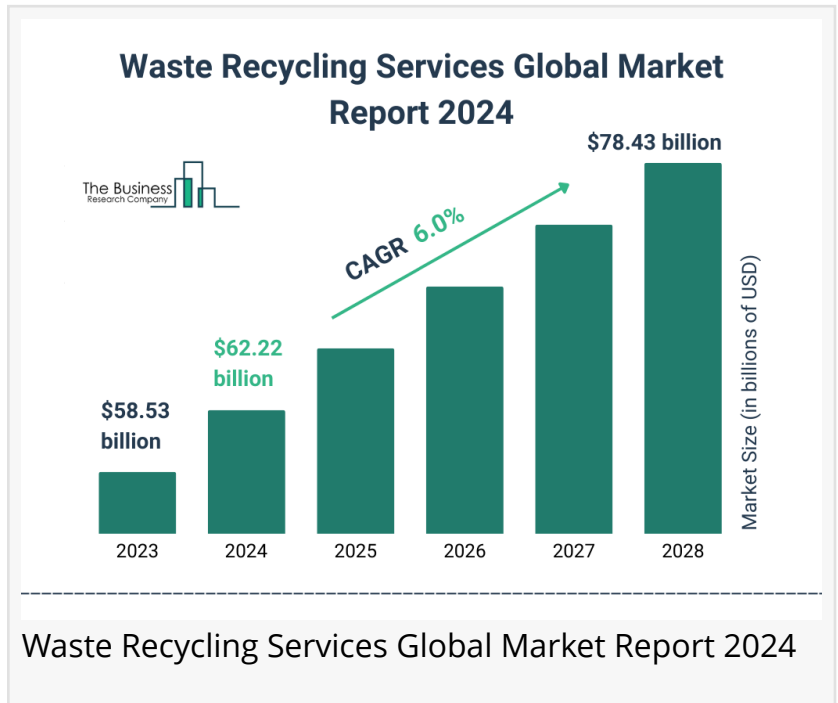 Waste Recycling Services Global Market
Report 2024
The Business
Research Company
$58.53
billion
$62.22
billion
CAGR 6.0%
$78.43 billion
Market Size (in billions of USD)
2023 2024 2025 2026 2027 2028
Waste Recycling Services Global Market Report 2024